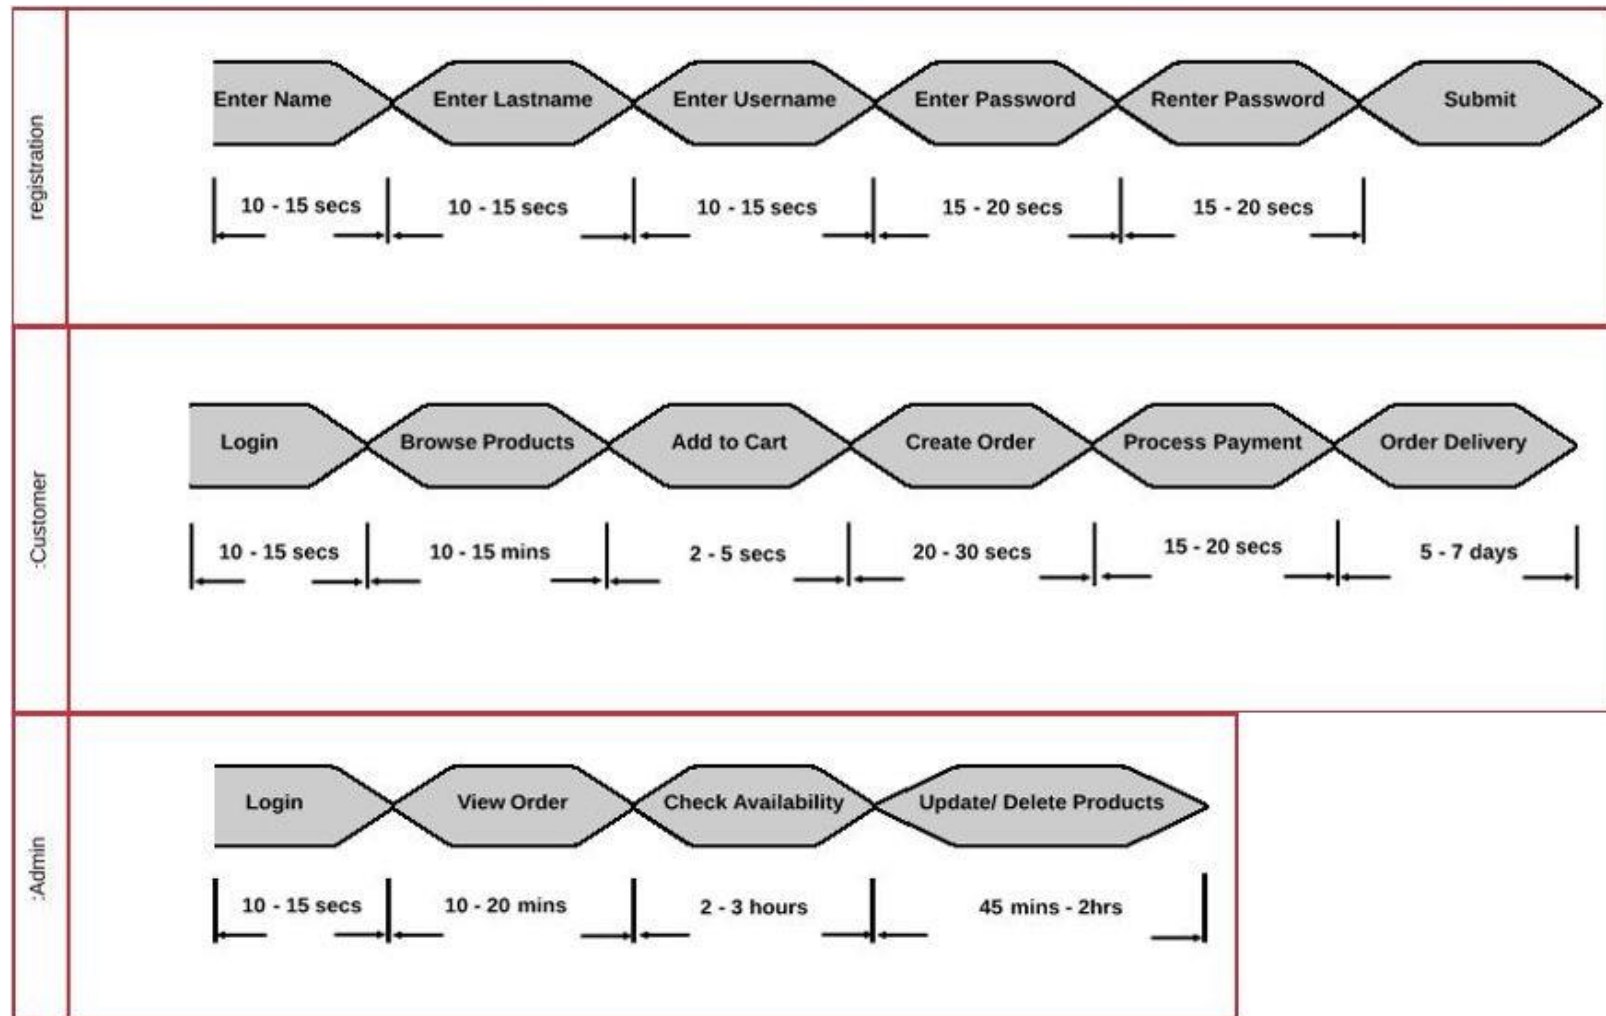 registration
Enter Name
Enter Lastname
Enter Username
Enter Password
Renter Password
Submit
10 - 15 secs
10 - 15 secs
10 - 15 secs
15 - 20 secs
15 - 20 secs
:Customer
Login
Browse Products
Add to Cart
Create Order
Process Payment
Order Delivery
10 - 15 secs
10 - 15 mins
2 - 5 secs
20 - 30 secs
15 - 20 secs
5 - 7 days
:Admin
Login
View Order
Check Availability
Update/ Delete Products
10 - 15 secs
10 - 20 mins
2 - 3 hours
45 mins - 2hrs